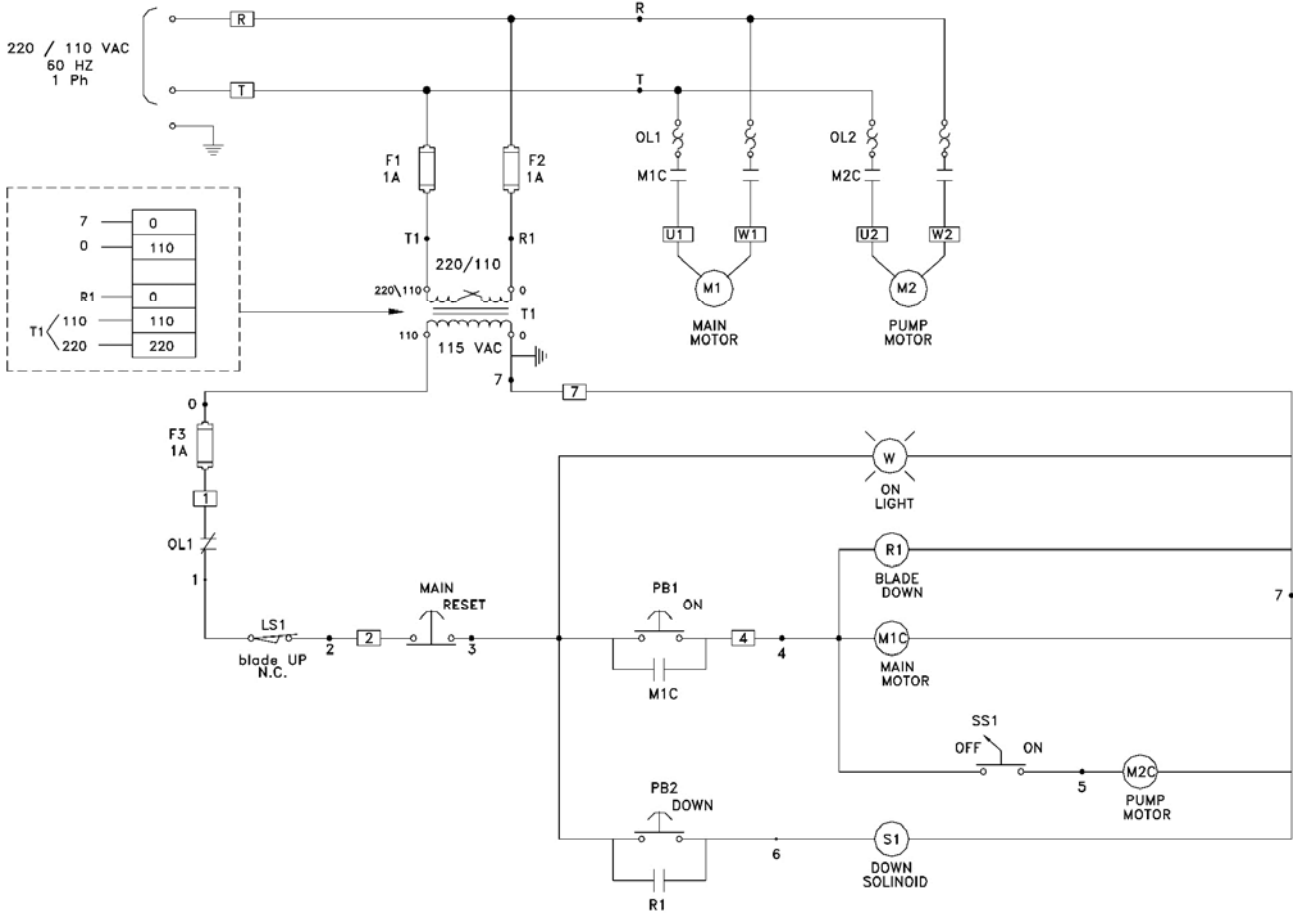 R
R
220 / 110 VAC
60 HZ
1 Ph
T
T
OL1
OL2
F1
1A
F2
1A
M1C
M2C
7
0
0
110
R1
0
T1
110
110
220
220
T1
R1
U1
W1
U2
W2
220/110
220\110
0
T1
110
0
115 VAC
M1
M2
MAIN
MOTOR
PUMP
MOTOR
7
7
0
F3
1A
W
ON
LIGHT
1
OL1
1
R1
BLADE
DOWN
7
MAIN
RESET
PB1
ON
LS1
blade UP
N.C.
2
2
3
4
4
M1C
MAIN
MOTOR
M1C
SS1
OFF
ON
5
M2C
PUMP
MOTOR
PB2
DOWN
6
S1
DOWN
SOLINOID
R1